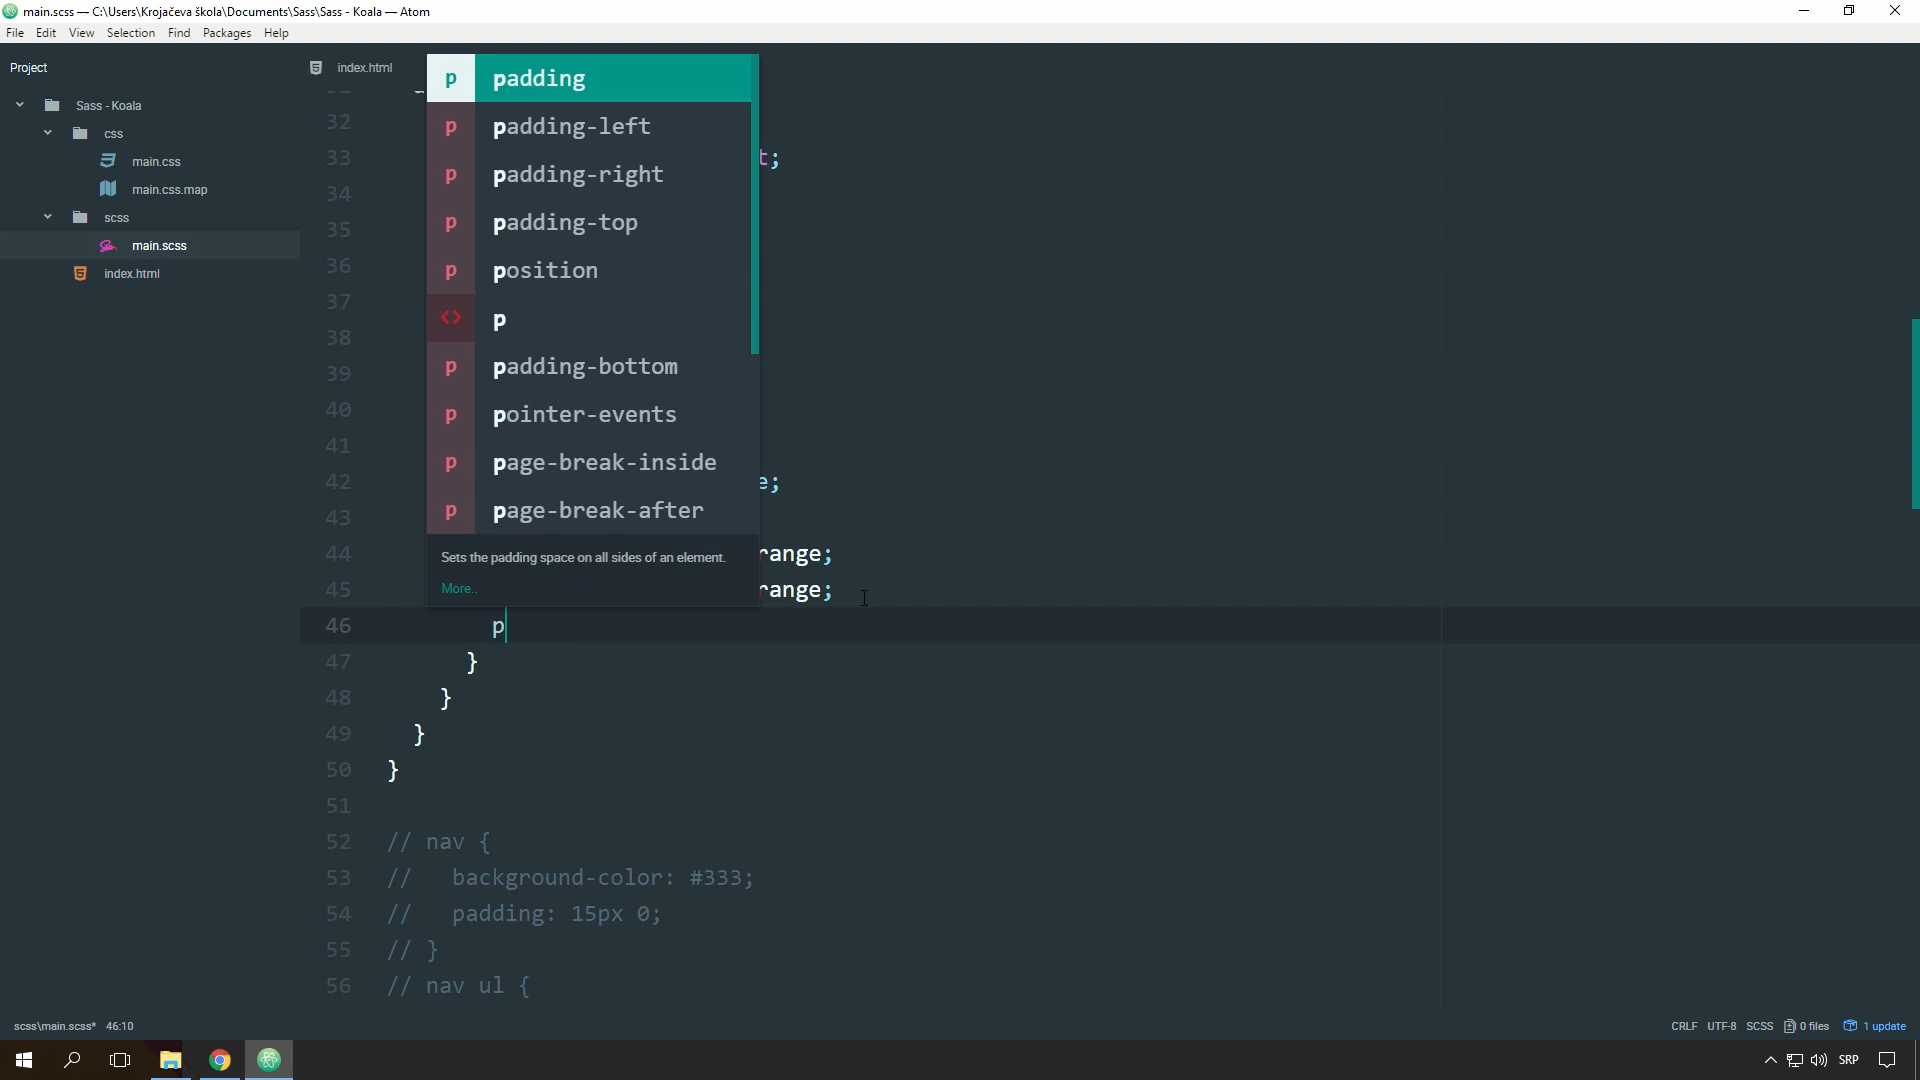 main.scss — C:\Users\Krojačeva škola\Documents\Sass\Sass - Koala — Atom
File Edit View Selection Find Packages Help
Project
index.html
Sass - Koala
css
main.css
main.css.map
scss
main.scss
index.html
p padding
p padding-left
p padding-right
p padding-top
p position
<> p
p padding-bottom
p pointer-events
p page-break-inside
p page-break-after
Sets the padding space on all sides of an element.
More..
32
33 t;
34
35
36
37
38
39
40
41
42 e;
43
44 range;
45 range;
46 p
47 }
48 }
49 }
50 }
51
52 // nav {
53 // background-color: #333;
54 // padding: 15px 0;
55 // }
56 // nav ul {
scss\main.scss* 46:10
CRLF UTF-8 SCSS 0 files 1 update
SRP